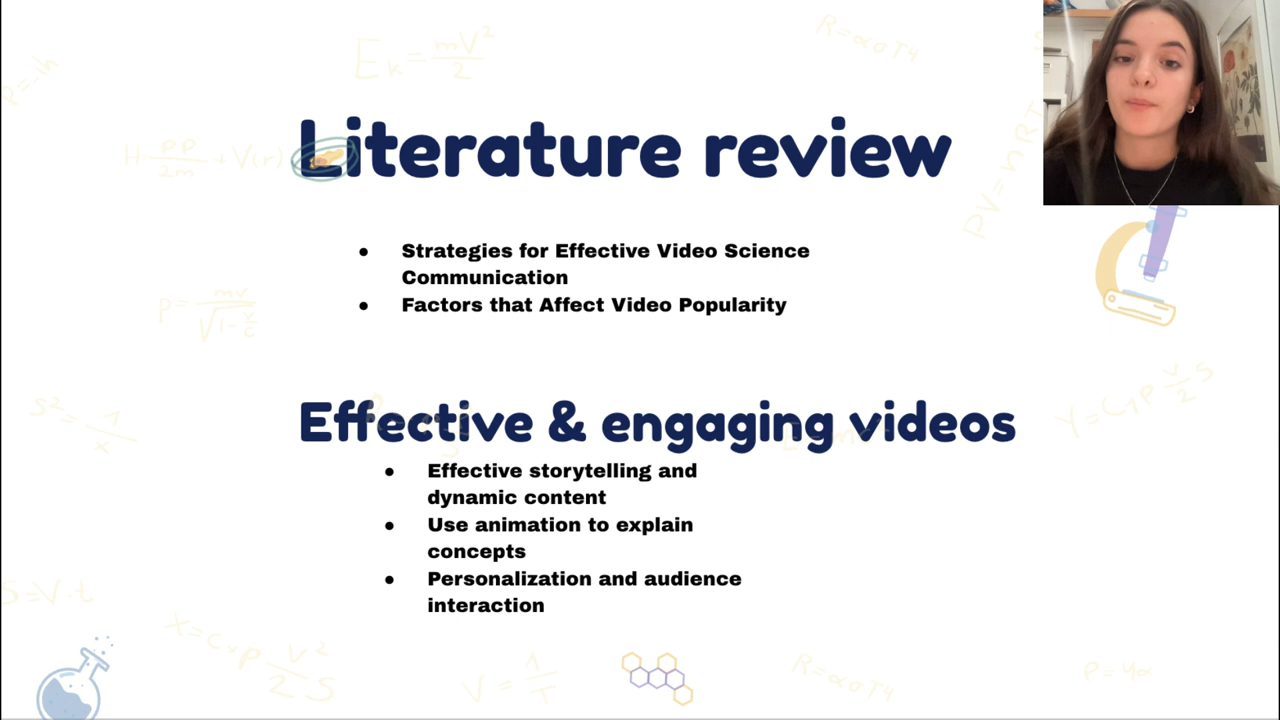 Literature review
● Strategies for Effective Video Science
Communication
● Factors that Affect Video Popularity
Effective & engaging videos
● Effective storytelling and
dynamic content
● Use animation to explain
concepts
● Personalization and audience
interaction